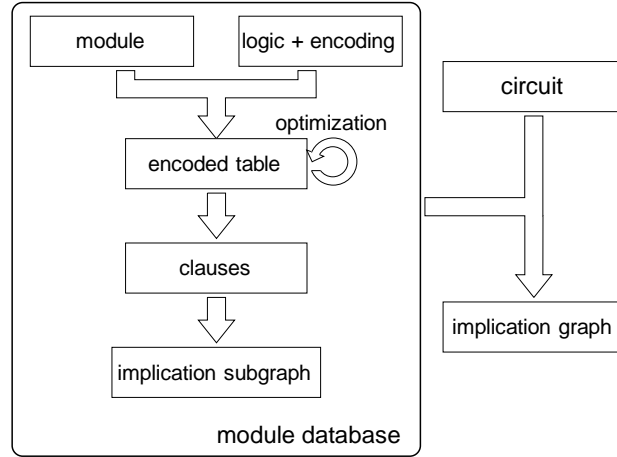 module
logic + encoding
circuit
optimization
encoded table
clauses
implication graph
implication subgraph
module database